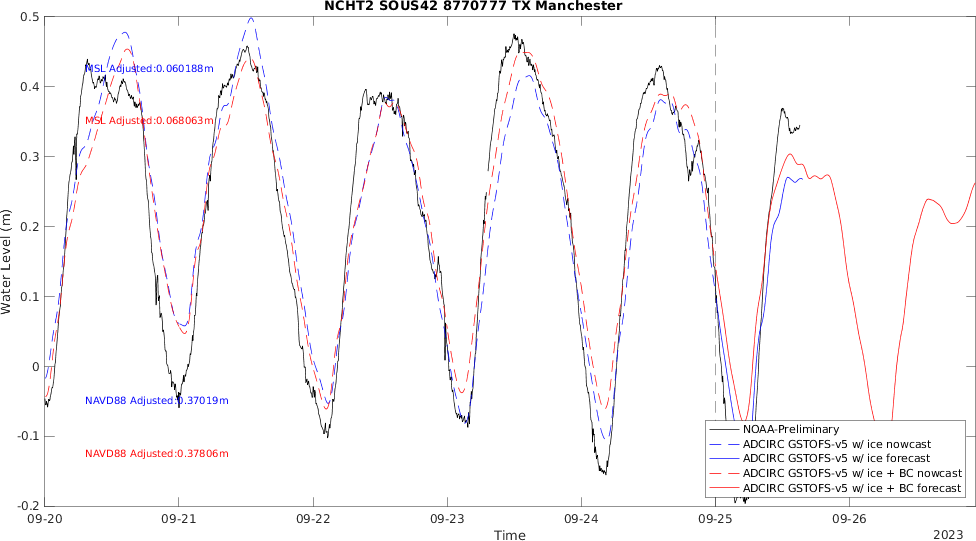 NCHT2 SOUS42 8770777 TX Manchester
0.5
MSL Adjusted:0.060188m
0.4
MSL Adjusted:0.068063m
0.3
0.2
Water Level (m)
0.1
0
NAVD88 Adjusted:0.37019m
-0.1
NAVD88 Adjusted:0.37806m
-0.2
NOAA-Preliminary
ADCIRC GSTOFS-v5 w/ ice nowcast
ADCIRC GSTOFS-v5 w/ ice forecast
ADCIRC GSTOFS-v5 w/ ice + BC nowcast
ADCIRC GSTOFS-v5 w/ ice + BC forecast
09-20 09-21 09-22 09-23 09-24 09-25 09-26
Time
2023